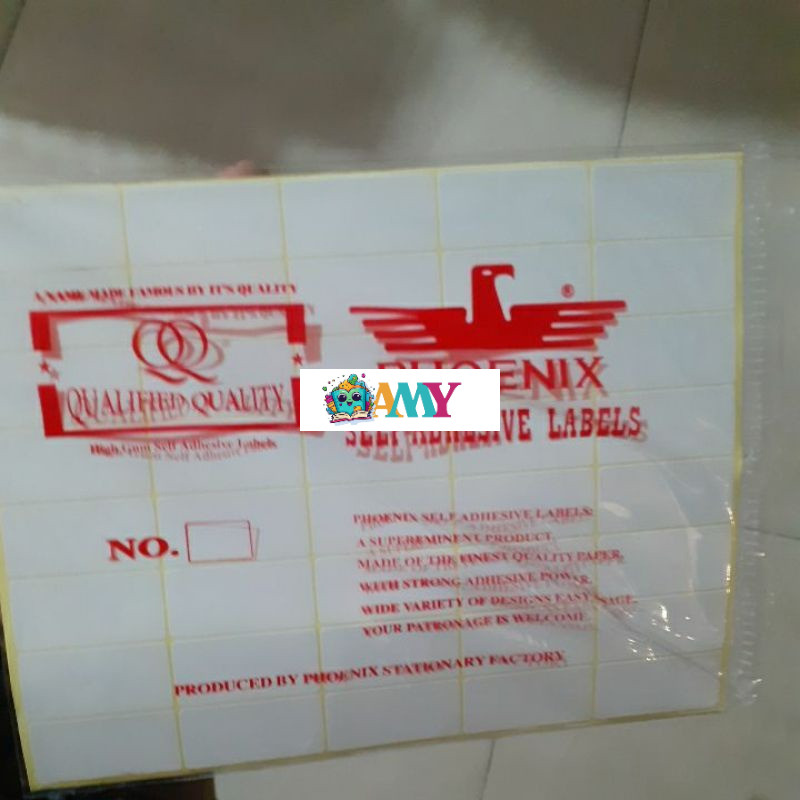 A NAME MADE FAMOUS BY IT'S QUALITY
QQ
QUALIFIED QUALITY
High Gum Self Adhesive Labels
NO.
®
ENIX
AMY
SELF ADHESIVE LABELS
PHOENIX SELF ADHESIVE LABELS:
A SUPEREMINENT PRODUCT.
MADE OF THE FINEST QUALITY PAPER,
WITH STRONG ADHESIVE POWER.
WIDE VARIETY OF DESIGNS EASY USAGE.
YOUR PATRONAGE IS WELCOME.
PRODUCED BY PHOENIX STATIONARY FACTORY